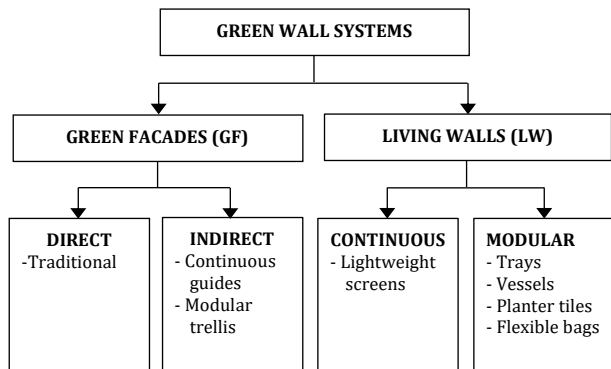 GREEN WALL SYSTEMS
GREEN FACADES (GF)
LIVING WALLS (LW)
DIRECT
-Traditional
INDIRECT
- Continuous
guides
- Modular
trellis
CONTINUOUS
- Lightweight
screens
MODULAR
- Trays
- Vessels
- Planter tiles
- Flexible bags